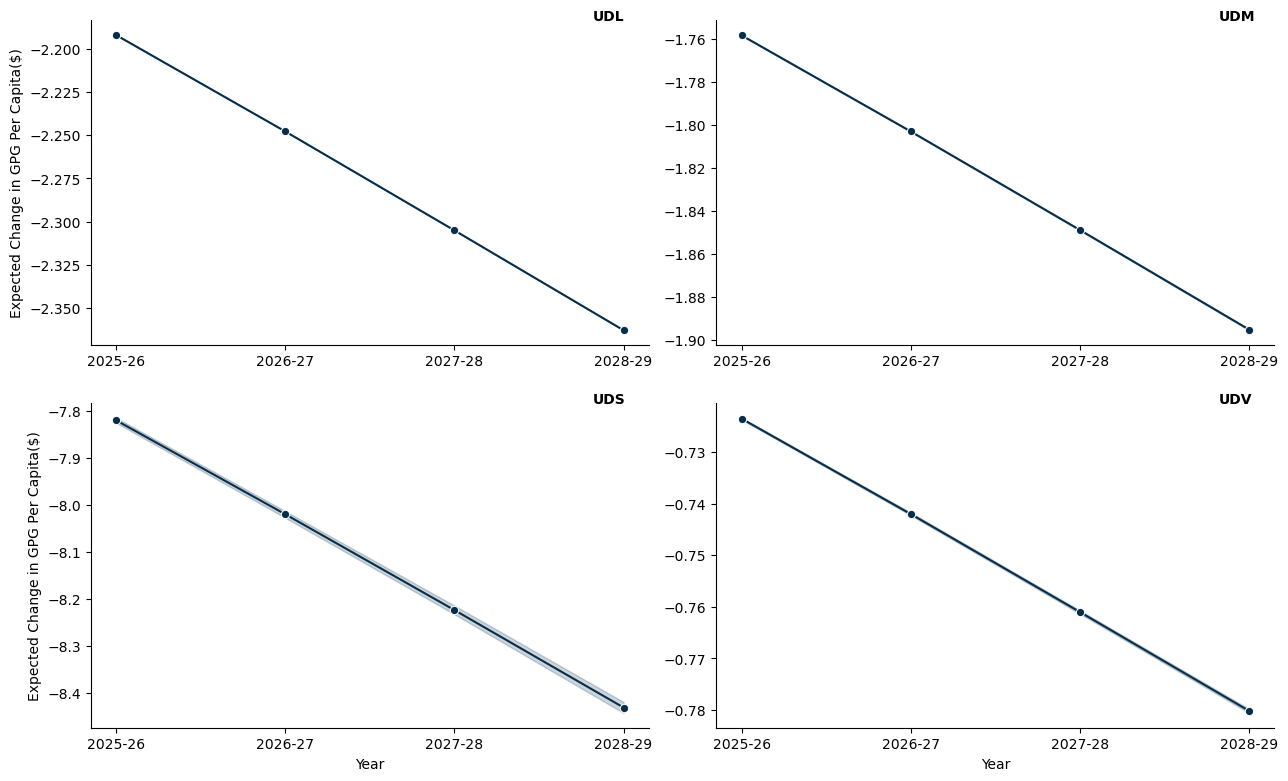 UDL
Expected Change in GPG Per Capita($)
−2.200
−2.225
−2.250
−2.275
−2.300
−2.325
−2.350
2025-26 2026-27 2027-28 2028-29
UDM
−1.76
−1.78
−1.80
−1.82
−1.84
−1.86
−1.88
−1.90
2025-26 2026-27 2027-28 2028-29
UDS
Expected Change in GPG Per Capita($)
−7.8
−7.9
−8.0
−8.1
−8.2
−8.3
−8.4
2025-26 2026-27 2027-28 2028-29
Year
UDV
−0.73
−0.74
−0.75
−0.76
−0.77
−0.78
2025-26 2026-27 2027-28 2028-29
Year